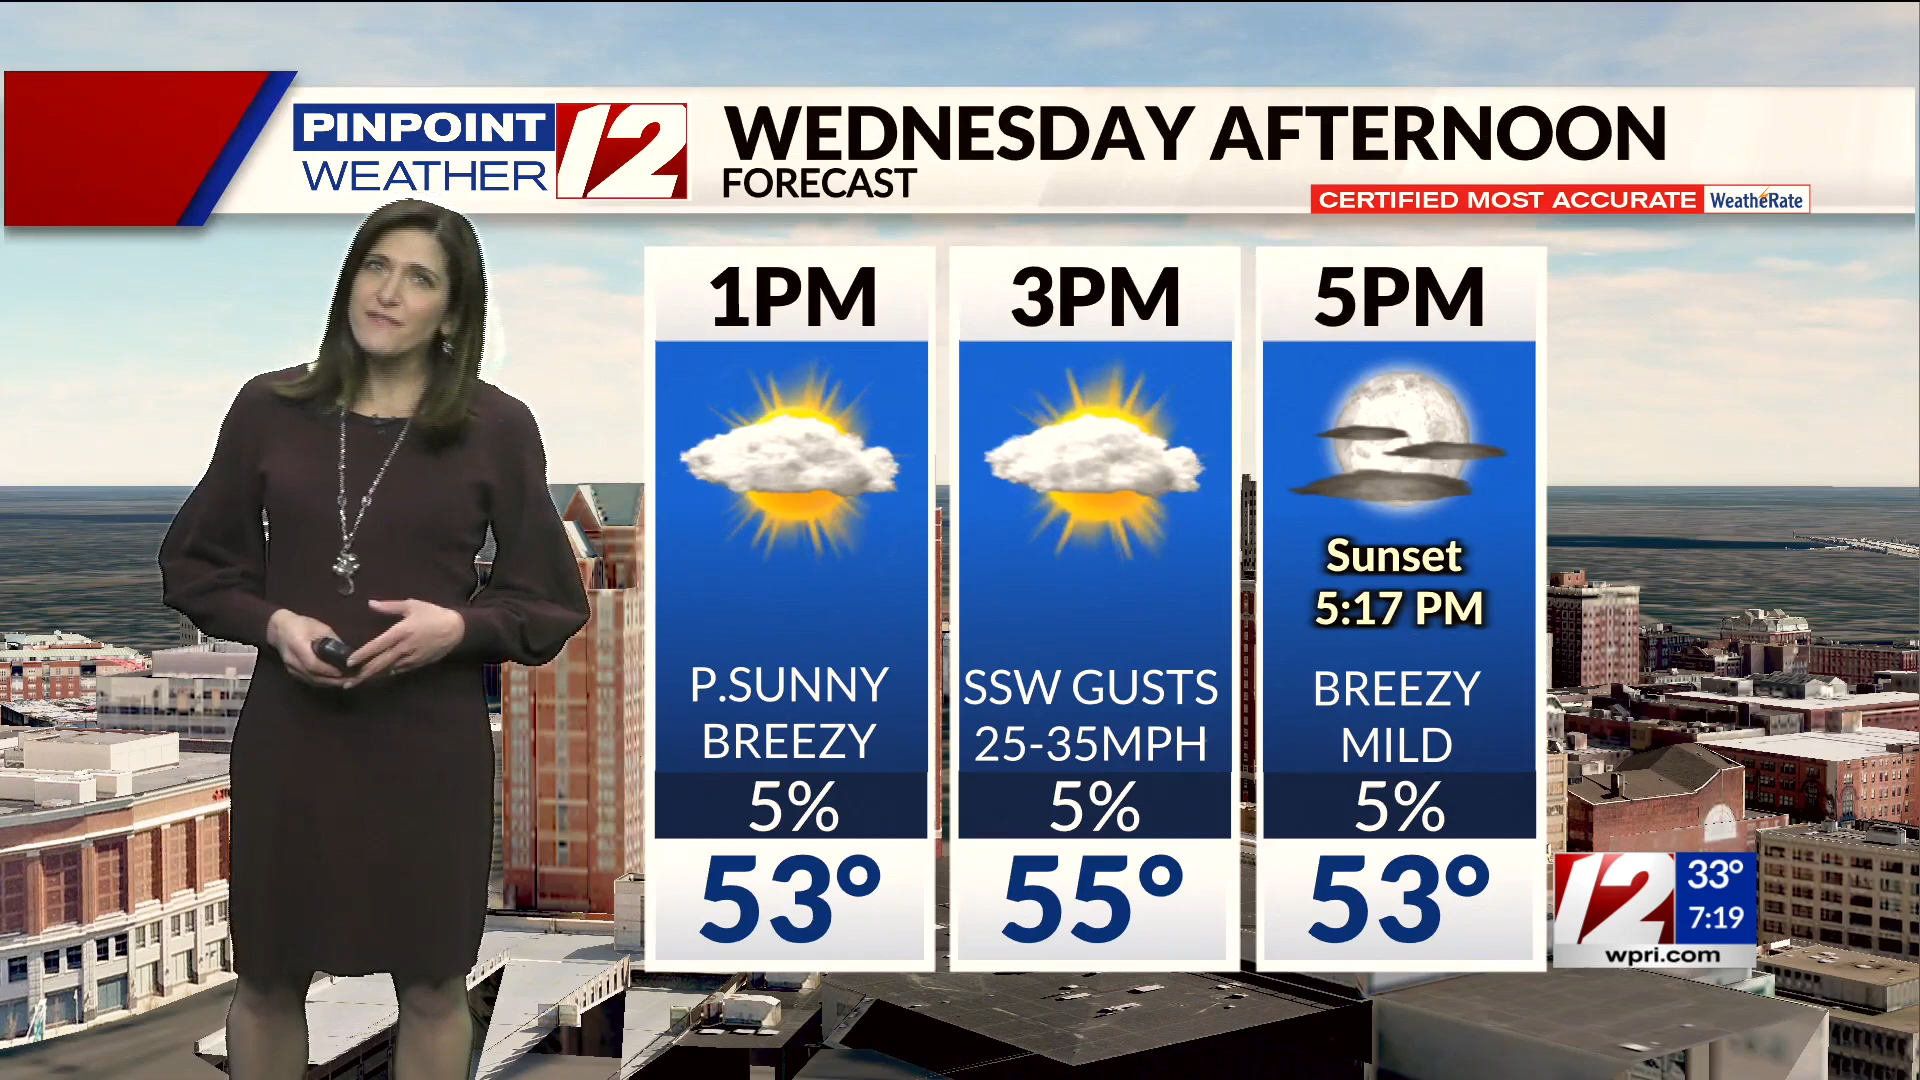 PINPOINT
WEATHER
12
WEDNESDAY AFTERNOON
FORECAST
CERTIFIED MOST ACCURATE WeatheRate
1PM
P.SUNNY
BREEZY
5%
53°
3PM
SSW GUSTS
25-35MPH
5%
55°
5PM
Sunset
5:17 PM
BREEZY
MILD
5%
53°
12
33°
7:19
wpri.com